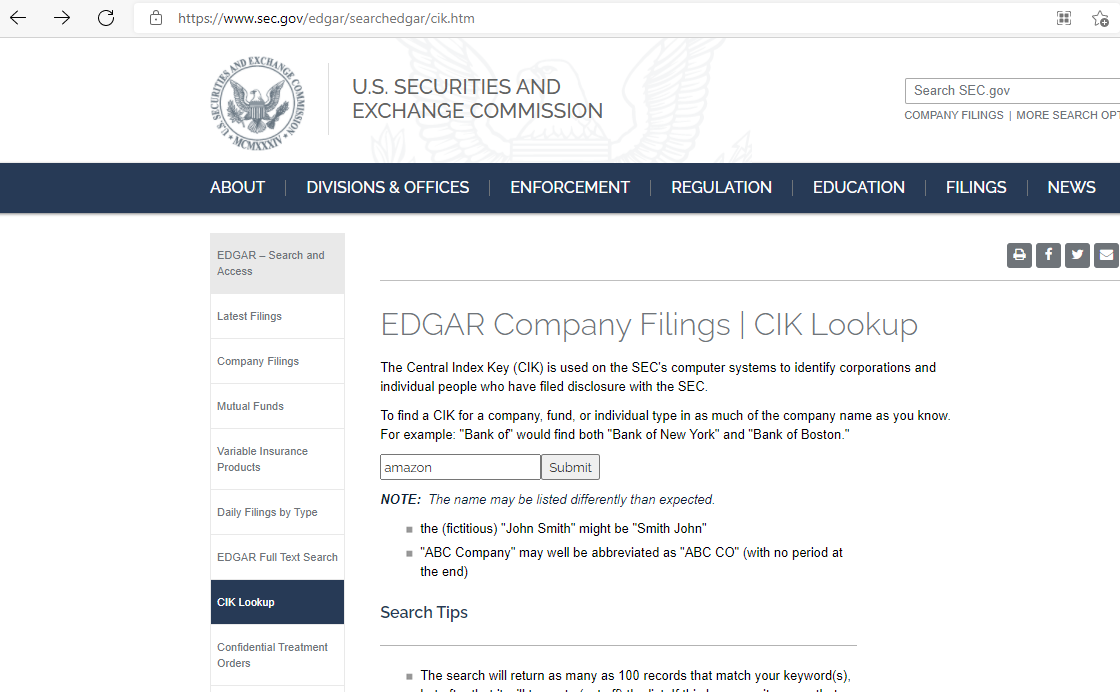 https://www.sec.gov/edgar/searchedgar/cik.htm
U.S. SECURITIES AND EXCHANGE COMMISSION
MCMXXXIV
U.S. SECURITIES AND
EXCHANGE COMMISSION
Search SEC.gov
COMPANY FILINGS | MORE SEARCH OPT
ABOUT | DIVISIONS & OFFICES | ENFORCEMENT | REGULATION | EDUCATION | FILINGS | NEWS
EDGAR – Search and
Access
Latest Filings
Company Filings
Mutual Funds
Variable Insurance
Products
Daily Filings by Type
EDGAR Full Text Search
CIK Lookup
Confidential Treatment
Orders
EDGAR Company Filings | CIK Lookup
The Central Index Key (CIK) is used on the SEC's computer systems to identify corporations and
individual people who have filed disclosure with the SEC.
To find a CIK for a company, fund, or individual type in as much of the company name as you know.
For example: "Bank of" would find both "Bank of New York" and "Bank of Boston."
amazon Submit
NOTE: The name may be listed differently than expected.
the (fictitious) "John Smith" might be "Smith John"
"ABC Company" may well be abbreviated as "ABC CO" (with no period at
the end)
Search Tips
The search will return as many as 100 records that match your keyword(s),